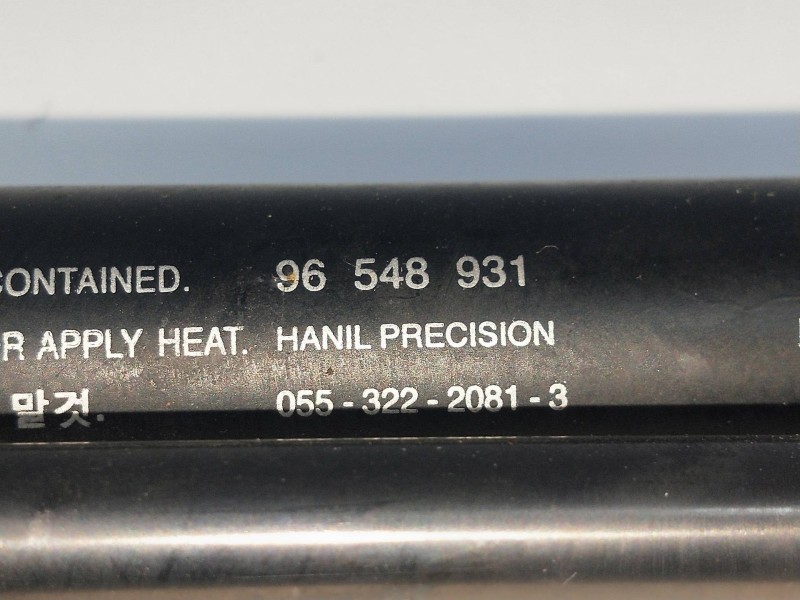 CONTAINED. 96 548 931
R APPLY HEAT. HANIL PRECISION
말것. 055-322-2081-3